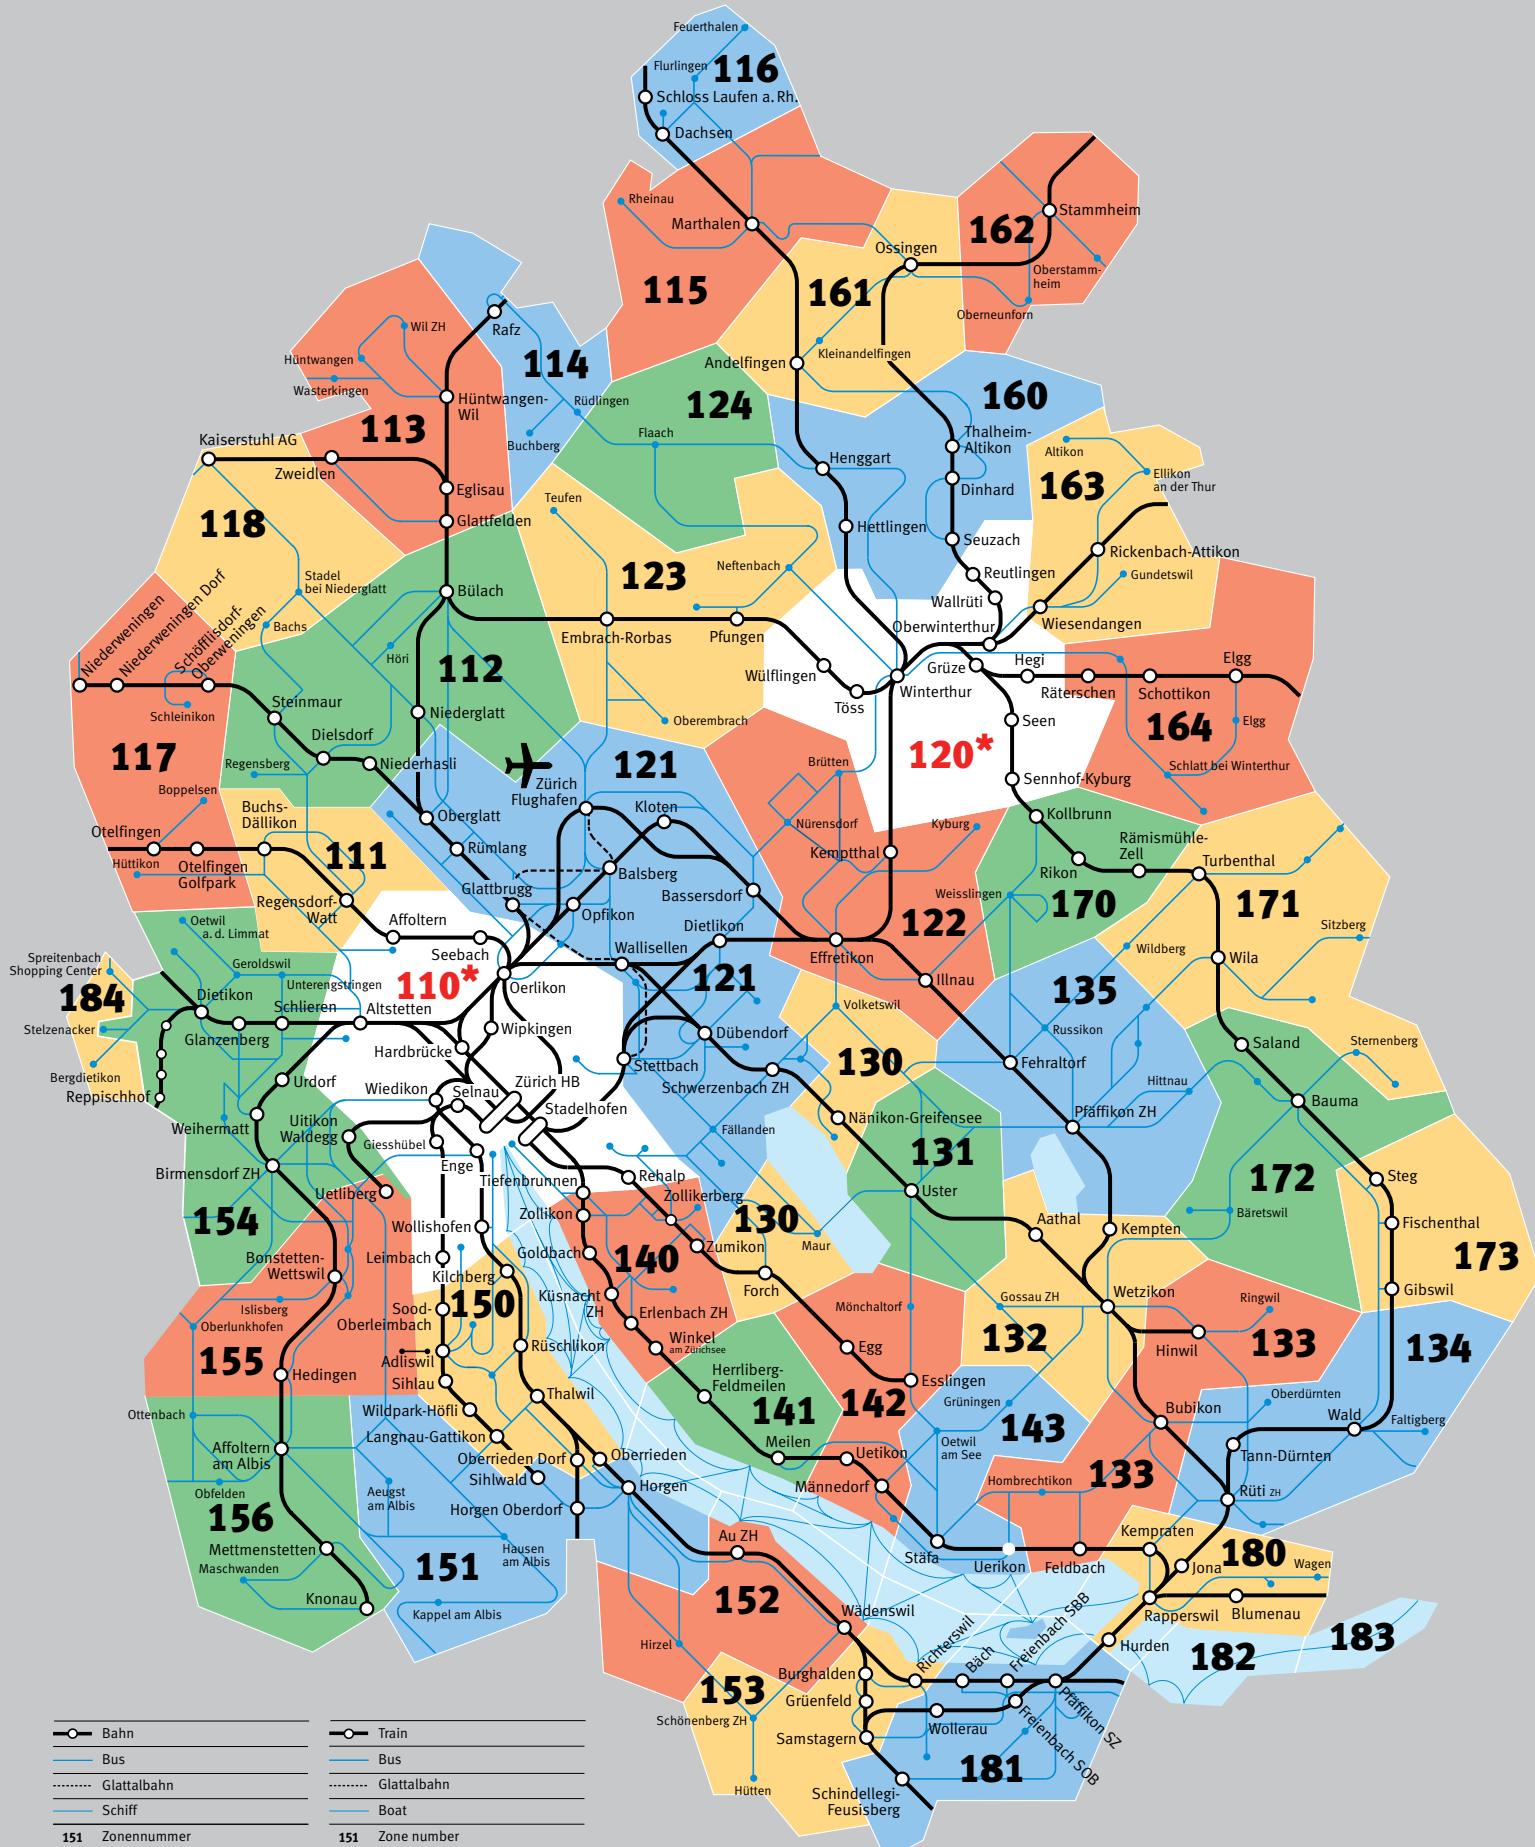 Feuerthalen
Flurlingen
116
Schloss Laufen a. Rh.
Dachsen
Rheinau
Marthalen
162
Stammheim
Ossingen
Oberstamm-
heim
115
161
Oberneunforn
Rafz
Wil ZH
Hüntwangen
Wasterkingen
114
Kleinandelfingen
Andelfingen
Hüntwangen-
Wil
Rüdlingen
124
160
113
Buchberg
Flaach
Thalheim-
Altikon
Altikon
Kaiserstuhl AG
Zweidlen
Henggart
Ellikon
an der Thur
Eglisau
Dinhard
163
Teufen
118
Glattfelden
Hettlingen
Seuzach
Rickenbach-Attikon
Neftenbach
Reutlingen
Gundetswil
Stadel
bei Niederglatt
123
Bülach
Wallrüti
Niederweningen
Niederweningen Dorf
Schöfflisdorf-
Oberweningen
Bachs
Embrach-Rorbas
Pfungen
Oberwinterthur
Wiesendangen
Höri
112
Wülflingen
Grüze
Hegi
Elgg
Töss
Winterthur
Räterschen
Schottikon
Schleinikon
Steinmaur
Niederglatt
Oberembrach
Seen
164
Elgg
117
Dielsdorf
Regensberg
Niederhasli
121
120*
Brütten
Sennhof-Kyburg
Schlatt bei Winterthur
Zürich
Flughafen
Boppelsen
Buchs-
Dällikon
Oberglatt
Kloten
Nürensdorf
Kyburg
Kollbrunn
Otelfingen
Hüttikon
Otelfingen
Golfpark
111
Rümlang
Kemptthal
Rämismühle-
Zell
Rikon
Turbenthal
Balsberg
Glattbrugg
Bassersdorf
Weisslingen
170
171
Regensdorf-
Watt
Opfikon
122
Oetwil
a. d. Limmat
Affoltern
Seebach
Dietlikon
Wallisellen
Effretikon
Sitzberg
Wildberg
Wila
Spreitenbach
Shopping Center
Geroldswil
110*
Oerlikon
121
Illnau
135
184
Unterengstringen
Dietikon
Schlieren
Altstetten
Volketswil
Stelzenacker
Glanzenberg
Wipkingen
Dübendorf
Russikon
Hardbrücke
Saland
Sternenberg
Bergdietikon
130
Reppischhof
Urdorf
Wiedikon
Selnau
Zürich HB
Stettbach
Schwerzenbach ZH
Fehraltorf
Hittnau
Stadelhofen
Bauma
Weihermatt
Uitikon
Waldegg
Giesshübel
Fällanden
Nänikon-Greifensee
Pfäffikon ZH
Birmensdorf ZH
Enge
Tiefenbrunnen
Rehalp
131
Uster
172
Steg
Uetliberg
Zollikerberg
154
Zollikon
130
Bäretswil
Wollishofen
Zumikon
Maur
Aathal
Kempten
Fischenthal
Bonstetten-
Wettswil
Leimbach
Goldbach
140
173
Kilchberg
Forch
Gibswil
Islisberg
Sood-
Oberleimbach
150
Küsnacht
ZH
Erlenbach ZH
Mönchaltorf
Gossau ZH
Wetzikon
Ringwil
Oberlunkhofen
Rüschlikon
Winkel
am Zürichsee
Egg
132
Hinwil
133
134
155
Adliswil
Hedingen
Sihlau
Herrliberg-
Feldmeilen
Esslingen
Thalwil
141
142
Grüningen
Oberdürnten
Ottenbach
Wildpark-Höfli
Bubikon
Wald
Faltigberg
Langnau-Gattikon
143
Affoltern
am Albis
Oberrieden Dorf
Oberrieden
Meilen
Uetikon
Oetwil
am See
Tann-Dürnten
Sihlwald
Horgen
Hombrechtikon
133
Obfelden
Aeugst
am Albis
Männedorf
Rüti ZH
Horgen Oberdorf
156
Hausen
am Albis
Au ZH
Kempraten
Mettmenstetten
Stäfa
Uerikon
Feldbach
Jona
180
Wagen
151
Maschwanden
152
Knonau
Kappel am Albis
Wädenswil
Rapperswil
Blumenau
Hirzel
Richterswil
Bäch
Freienbach SBB
Hurden
182
183
153
Burghalden
Grüenfeld
Schönenberg ZH
Samstagern
Wollerau
Freienbach SOB
Pfäffikon SZ
181
Hütten
Schindellegi-
Feusisberg
Bahn
Train
Bus
Bus
Glattalbahn
Glattalbahn
Schiff
Boat
151 Zonennummer
151 Zone number